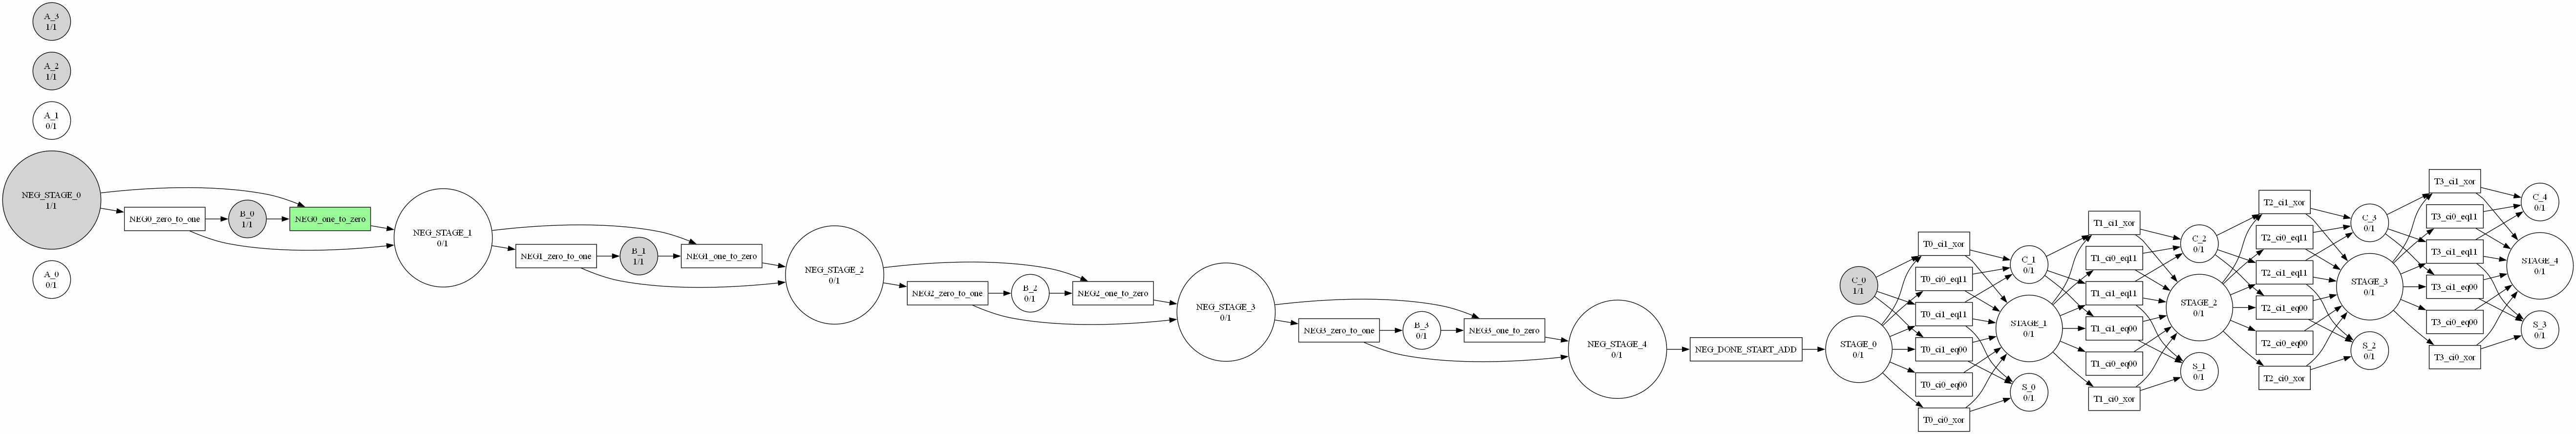 A_3
1/1
A_2
1/1
A_1
0/1
NEG_STAGE_0
1/1
A_0
0/1
NEG0_zero_to_one
B_0
1/1
NEG0_one_to_zero
NEG_STAGE_1
0/1
NEG1_zero_to_one
B_1
1/1
NEG1_one_to_zero
NEG_STAGE_2
0/1
NEG2_zero_to_one
B_2
0/1
NEG2_one_to_zero
NEG_STAGE_3
0/1
NEG3_zero_to_one
B_3
0/1
NEG3_one_to_zero
NEG_STAGE_4
0/1
NEG_DONE_START_ADD
C_0
1/1
STAGE_0
0/1
T0_ci1_xor
T0_ci0_eq11
T0_ci1_eq11
T0_ci1_eq00
T0_ci0_eq00
T0_ci0_xor
C_1
0/1
STAGE_1
0/1
S_0
0/1
T1_ci1_xor
T1_ci0_eq11
T1_ci1_eq11
T1_ci1_eq00
T1_ci0_eq00
T1_ci0_xor
C_2
0/1
STAGE_2
0/1
S_1
0/1
T2_ci1_xor
T2_ci0_eq11
T2_ci1_eq11
T2_ci1_eq00
T2_ci0_eq00
T2_ci0_xor
C_3
0/1
STAGE_3
0/1
S_2
0/1
T3_ci1_xor
T3_ci0_eq11
T3_ci1_eq11
T3_ci1_eq00
T3_ci0_eq00
T3_ci0_xor
C_4
0/1
STAGE_4
0/1
S_3
0/1